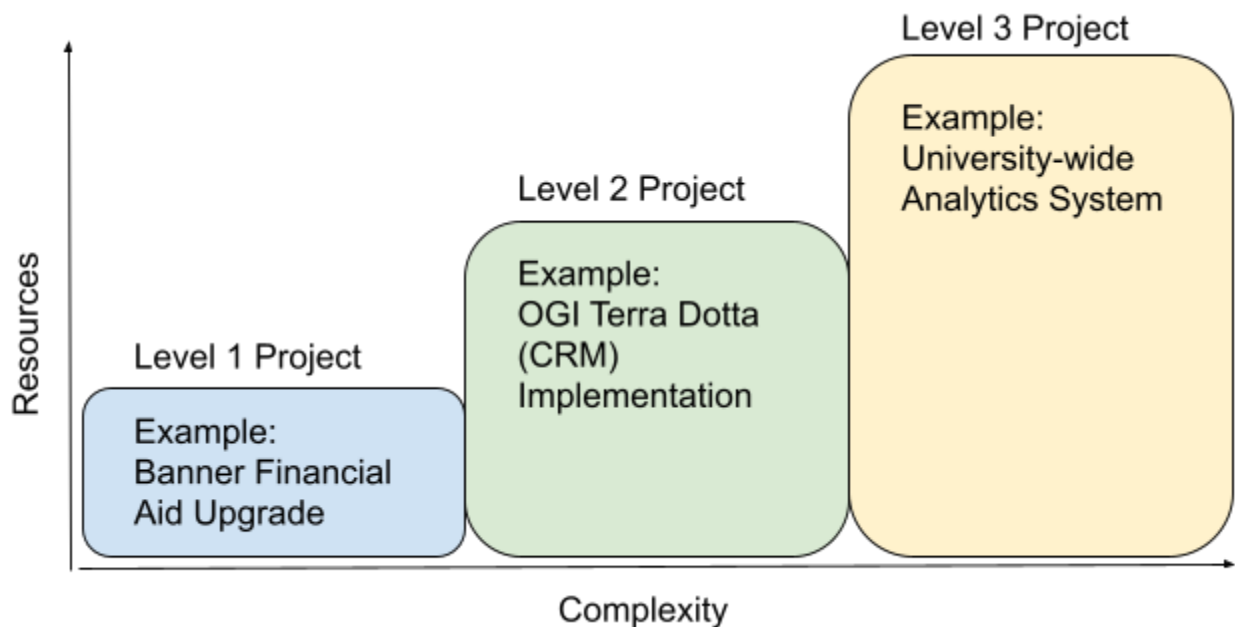 Level 3 Project
Example:
University-wide
Analytics System
Level 2 Project
Example:
OGI Terra Dotta
(CRM)
Implementation
Level 1 Project
Example:
Banner Financial
Aid Upgrade
Resources
Complexity